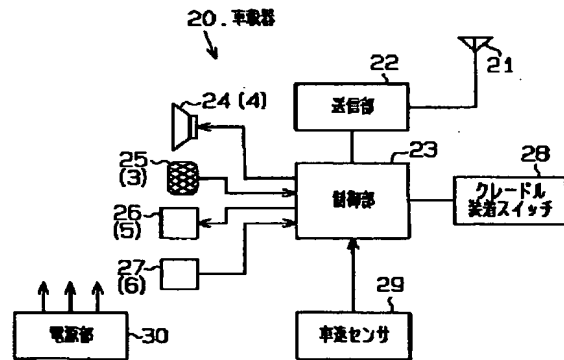 20.車載器
21
22
送信部
24(4)
23
制御部
25
(3)
28
クレードル
装着スイッチ
26
(5)
27
(6)
29
車速センサ
電源部
30